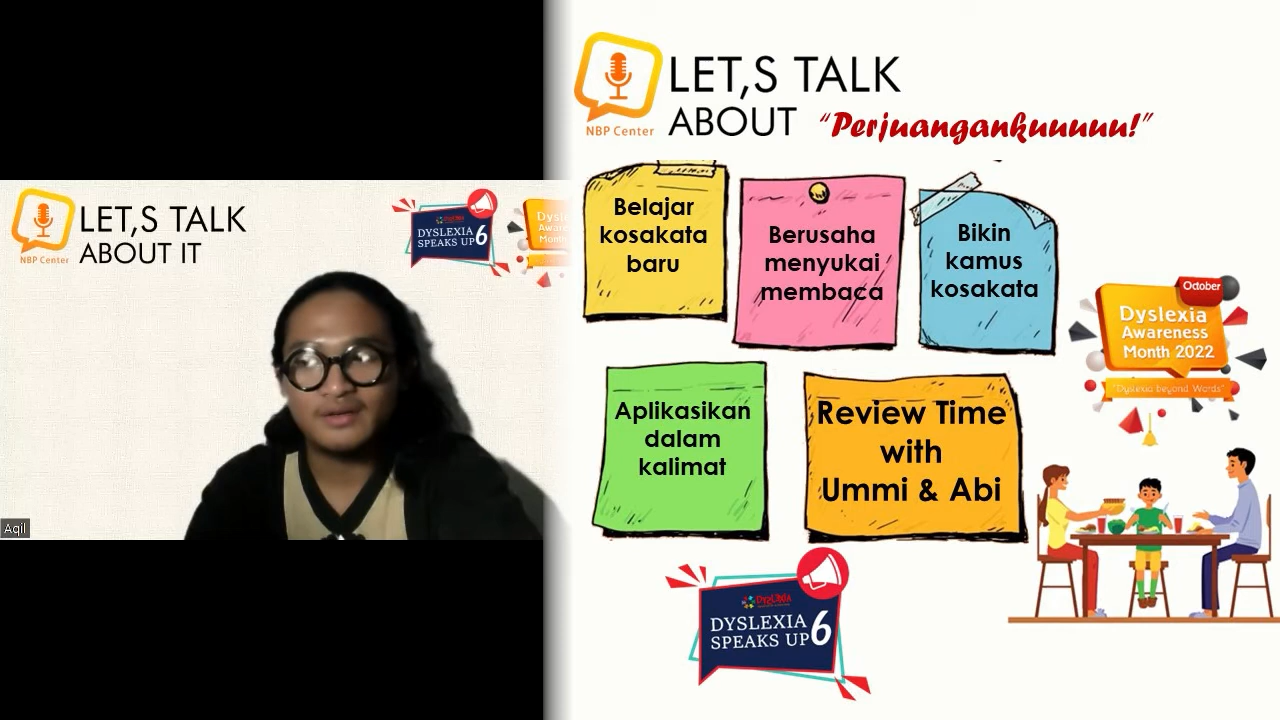 LET,S TALK
ABOUT "Perjuangankuuuuu!"
NBP Center
Belajar
kosakata
baru
Berusaha
menyukai
membaca
Bikin
kamus
kosakata
October
Dyslexia
Awareness
Month 2022
"Dyslexia beyond Words"
Aplikasikan
dalam
kalimat
Review Time
with
Ummi & Abi
DYSLEXIA
SPEAKS UP 6
LET,S TALK
ABOUT IT
NBP Center
DYSLEXIA
SPEAKS UP 6
Aqil